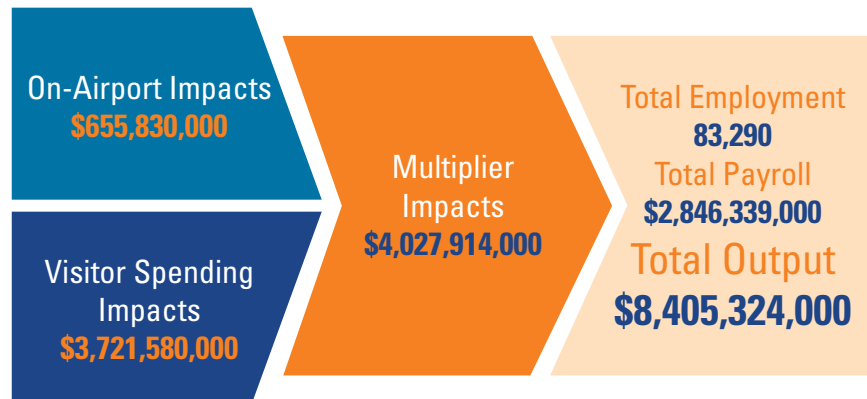 On-Airport Impacts
$655,830,000
Visitor Spending
Impacts
$3,721,580,000
Multiplier
Impacts
$4,027,914,000
Total Employment
83,290
Total Payroll
$2,846,339,000
Total Output
$8,405,324,000